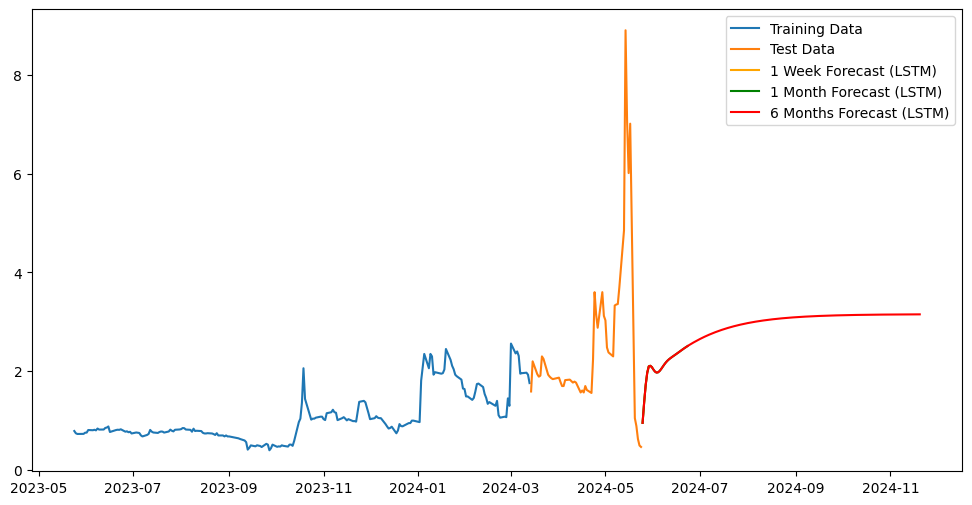 Training Data
Test Data
1 Week Forecast (LSTM)
1 Month Forecast (LSTM)
6 Months Forecast (LSTM)
8
6
4
2
0
2023-05 2023-07 2023-09 2023-11 2024-01 2024-03 2024-05 2024-07 2024-09 2024-11